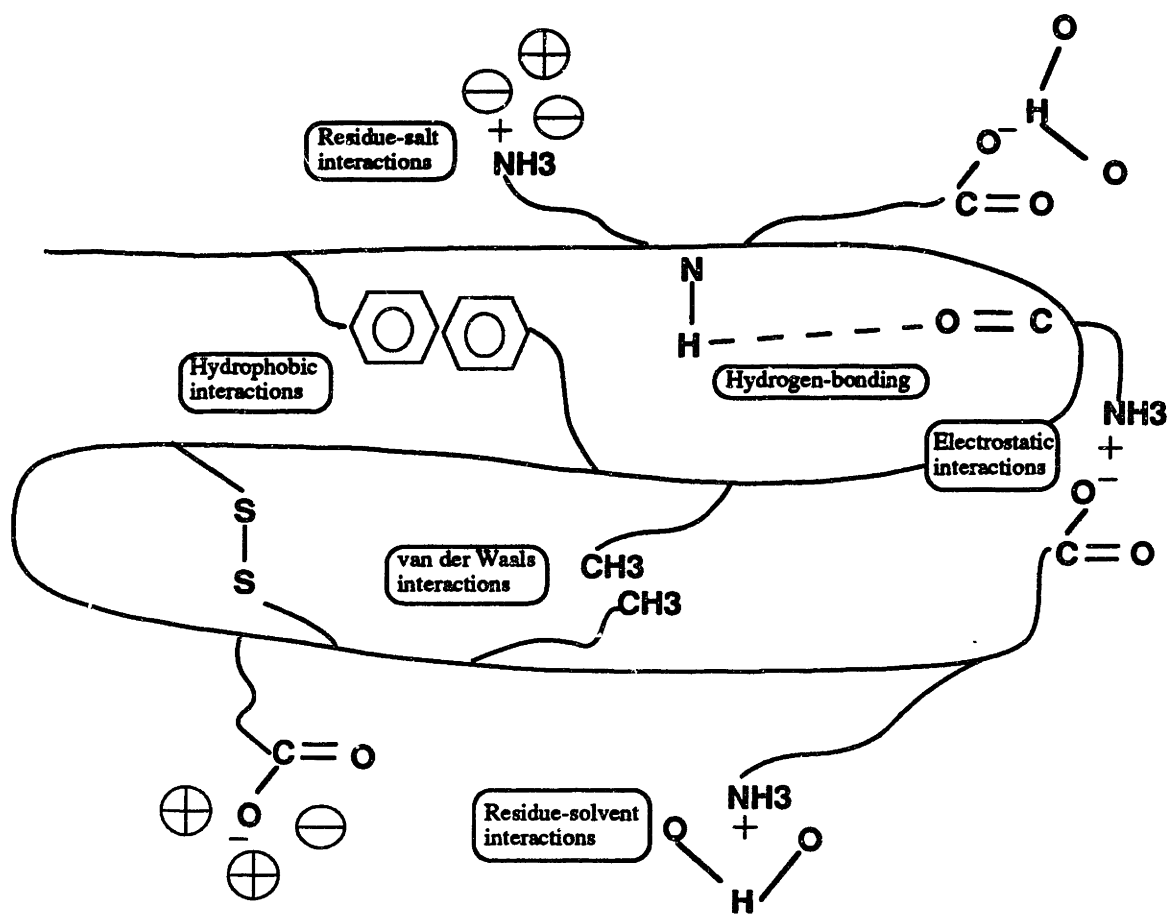 O
H
O
O−
C=O
+
NH3
Residue-salt
interactions
N
H
O=C
Hydrogen-bonding
Hydrophobic
interactions
NH3
+
Electrostatic
interactions
O−
C=O
S
S
van der Waals
interactions
CH3
CH3
C=O
O
−
Residue-solvent
interactions
NH3
+
O
O
H